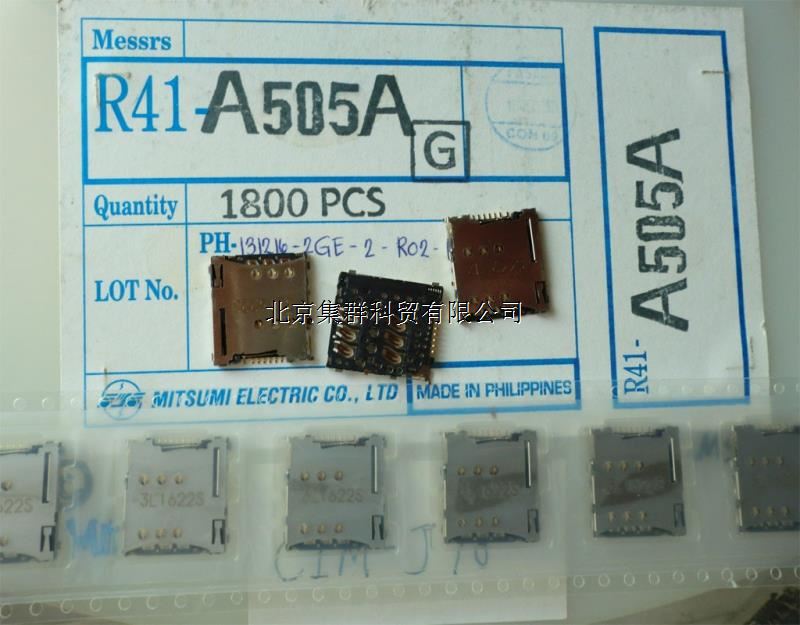 Messrs
R41-A505A
G
Quantity
1800 PCS
PH-131216-2GE-2-R02-
LOT No.
北京集群科贸有限公司
MITSUMI ELECTRIC CO., LTD
MADE IN PHILIPPINES
R41-A505A
-3L1622S
-3L1622S